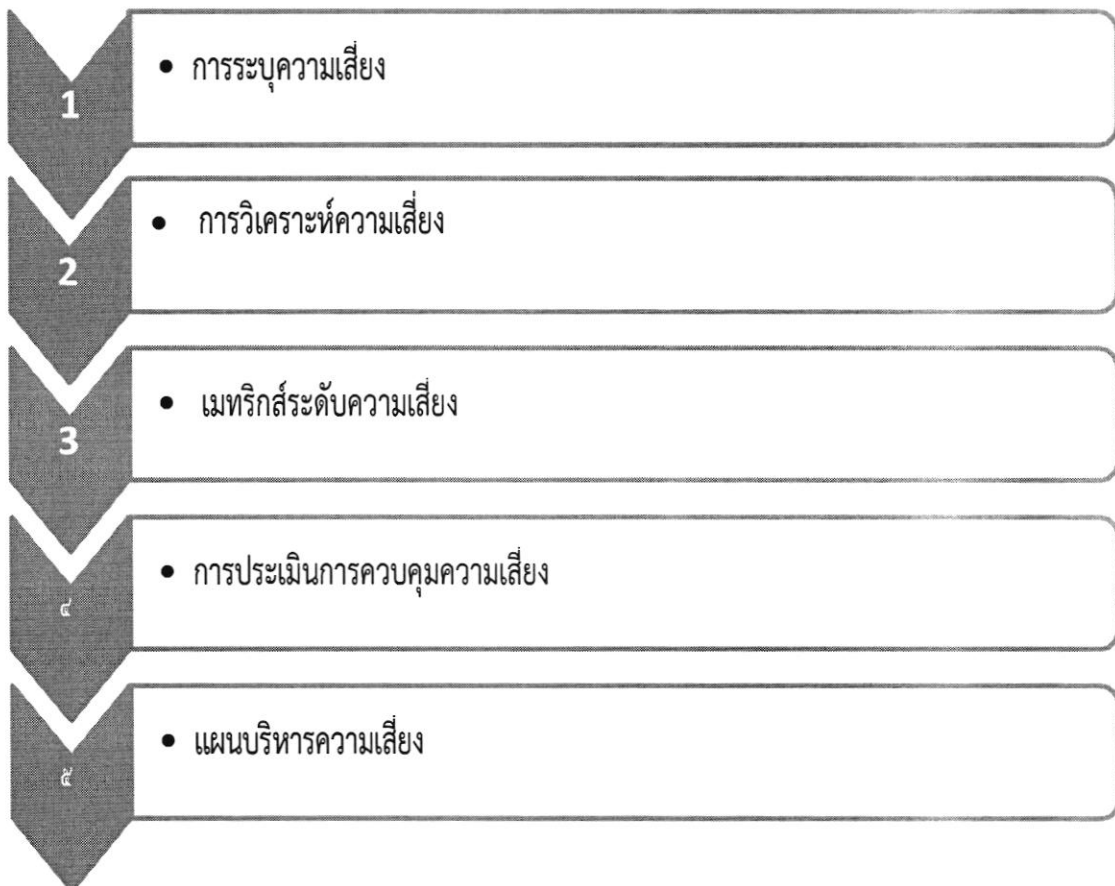 1
• การระบุความเสี่ยง
2
• การวิเคราะห์ความเสี่ยง
3
• เมทริกส์ระดับความเสี่ยง
๔
• การประเมินการควบคุมความเสี่ยง
๕
• แผนบริหารความเสี่ยง